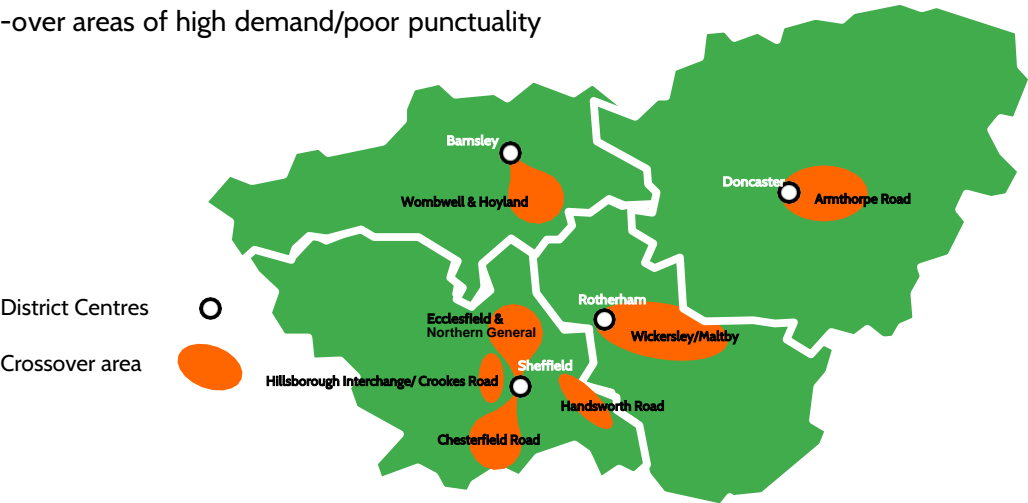 -over areas of high demand/poor punctuality
Barnsley
Doncaster
Armthorpe Road
Wombwell & Hoyland
District Centres
Rotherham
Ecclesfield &
Northern General
Wickersley/Maltby
Crossover area
Sheffield
Hillsborough Interchange/ Crookes Road
Handsworth Road
Chesterfield Road